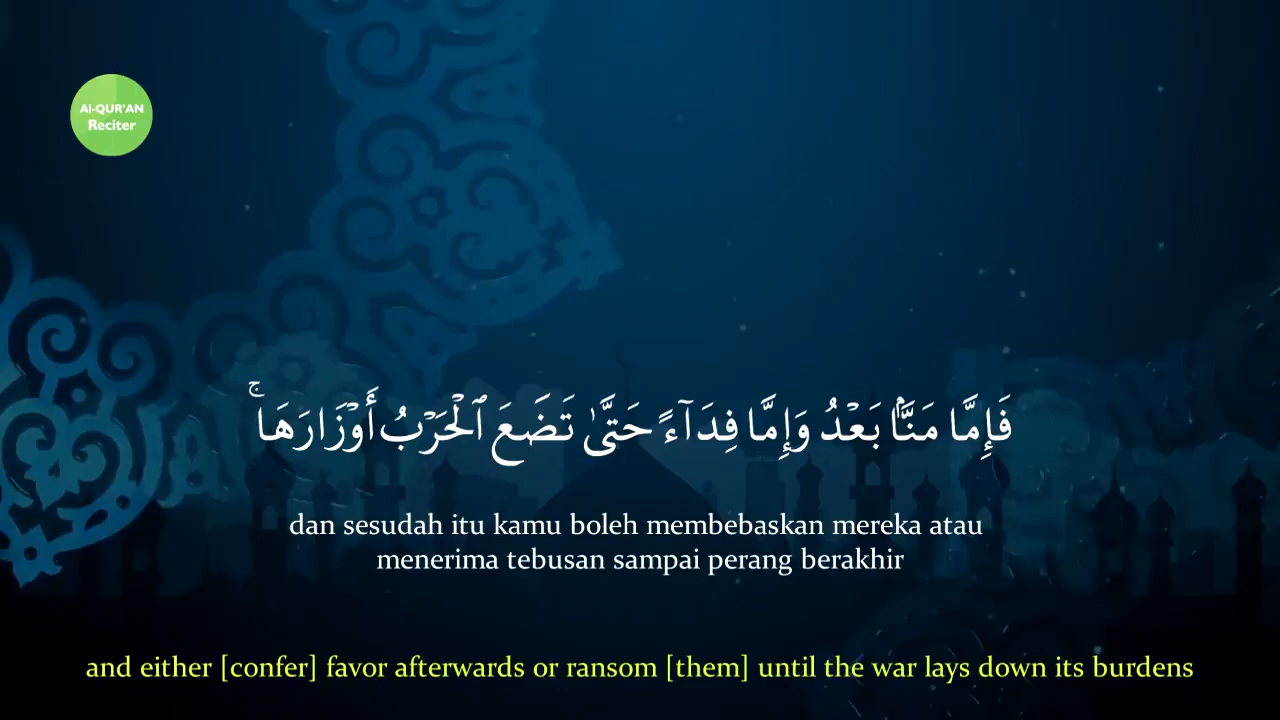 Al-QUR'AN
Reciter
فَإِمَّا مَنًّۢا بَعْدُ وَإِمَّا فِدَآءً حَتَّىٰ تَضَعَ ٱلْحَرْبُ أَوْزَارَهَا ۚ
dan sesudah itu kamu boleh membebaskan mereka atau
menerima tebusan sampai perang berakhir
and either [confer] favor afterwards or ransom [them] until the war lays down its burdens